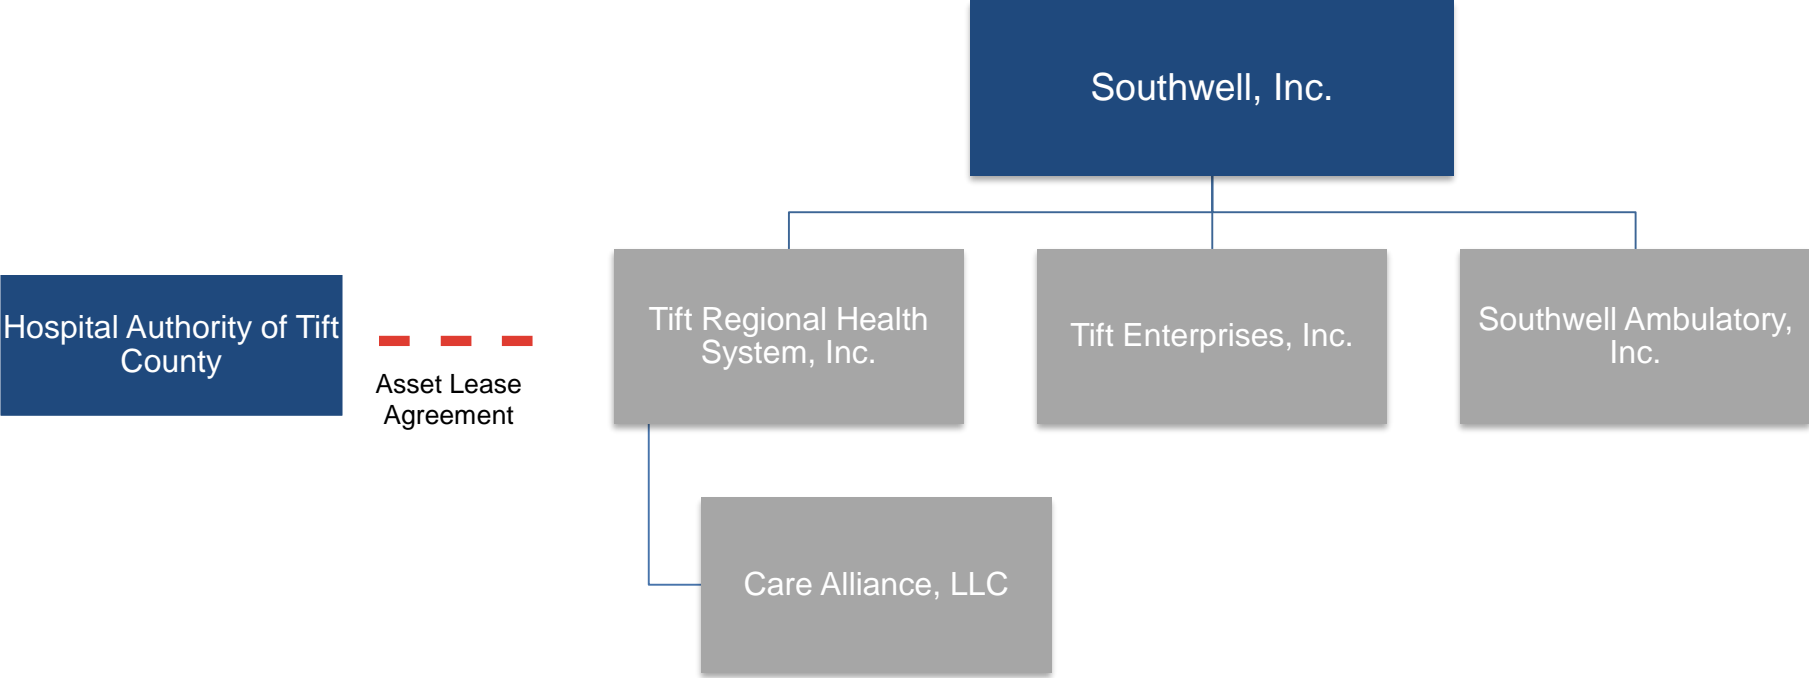 Southwell, Inc.
Hospital Authority of Tift
County
Asset Lease
Agreement
Tift Regional Health
System, Inc.
Tift Enterprises, Inc.
Southwell Ambulatory,
Inc.
Care Alliance, LLC